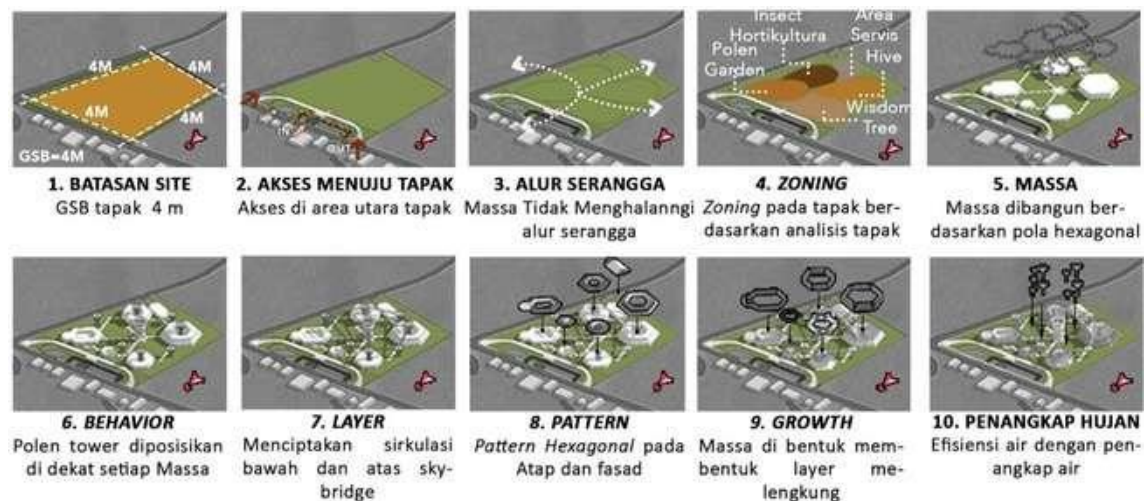 4M
4M
4M
4M
GSB=4M
1. BATASAN SITE
GSB tapak 4 m
IN
OUT
2. AKSES MENUJU TAPAK
Akses di area utara tapak
3. ALUR SERANGGA
Massa Tidak Menghalanngi
alur serangga
Insect
Hortikultura
Polen
Garden
Area
Servis
Hive
Wisdom
Tree
4. ZONING
Zoning pada tapak ber-
dasarkan analisis tapak
5. MASSA
Massa dibangun ber-
dasarkan pola hexagonal
6. BEHAVIOR
Polen tower diposisikan
di dekat setiap Massa
7. LAYER
Menciptakan sirkulasi
bawah dan atas sky-
bridge
8. PATTERN
Pattern Hexagonal pada
Atap dan fasad
9. GROWTH
Massa di bentuk mem-
bentuk layer me-
lengkung
10. PENANGKAP HUJAN
Efisiensi air dengan pen-
angkap air